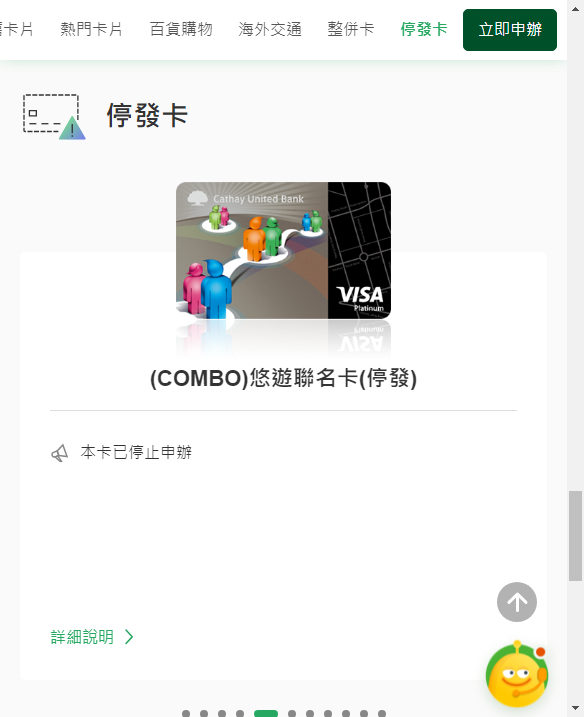 卡片 熱門卡片 百貨購物 海外交通 整併卡 停發卡 立即申辦
停發卡
Cathay United Bank
VISA
Platinum
(COMBO)悠遊聯名卡(停發)
本卡已停止申辦
詳細說明